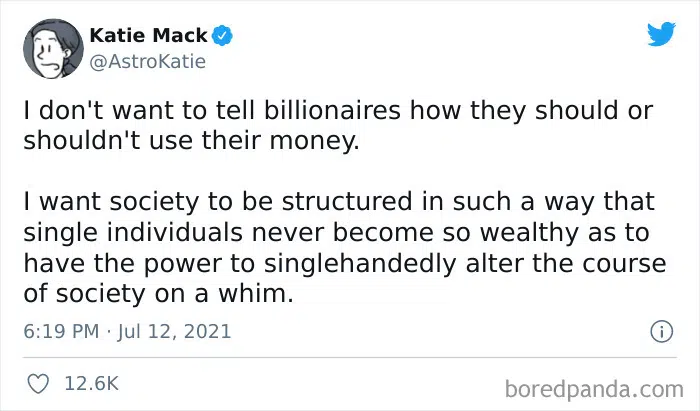 Katie Mack
@AstroKatie
I don't want to tell billionaires how they should or
shouldn't use their money.
I want society to be structured in such a way that
single individuals never become so wealthy as to
have the power to singlehandedly alter the course
of society on a whim.
6:19 PM · Jul 12, 2021
12.6K
boredpanda.com